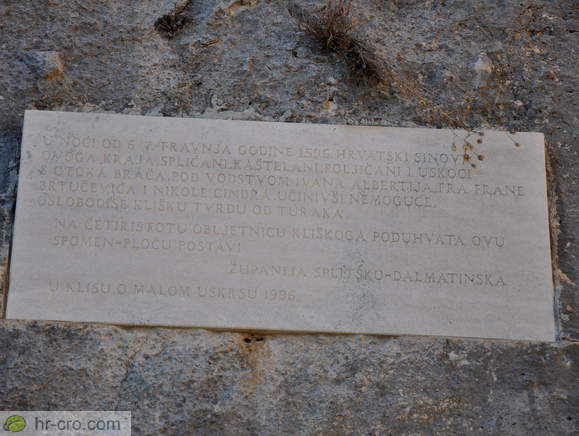 U NOĆI OD 6/7. TRAVNJA GODINE 1596. HRVATSKI SINOVI
OVOGA KRAJA SPLIĆANI, KAŠTELANI, POLJIČANI I USKOCI
S OTOKA BRAČA, POD VODSTVOM IVANA ALBERTIJA, FRA FRANE
BRTUČEVIĆA I NIKOLE CINDRA, UČINIVŠI NEMOGUĆE,
OSLOBODIŠE KLIŠKU TVRĐU OD TURAKA.
NA ČETIRISTOTU OBLJETNICU KLIŠKOGA PODUHVATA OVU
SPOMEN-PLOČU POSTAVI
ŽUPANIJA SPLITSKO-DALMATINSKA
U KLISU O MALOM USKRSU 1996.
hr-cro.com